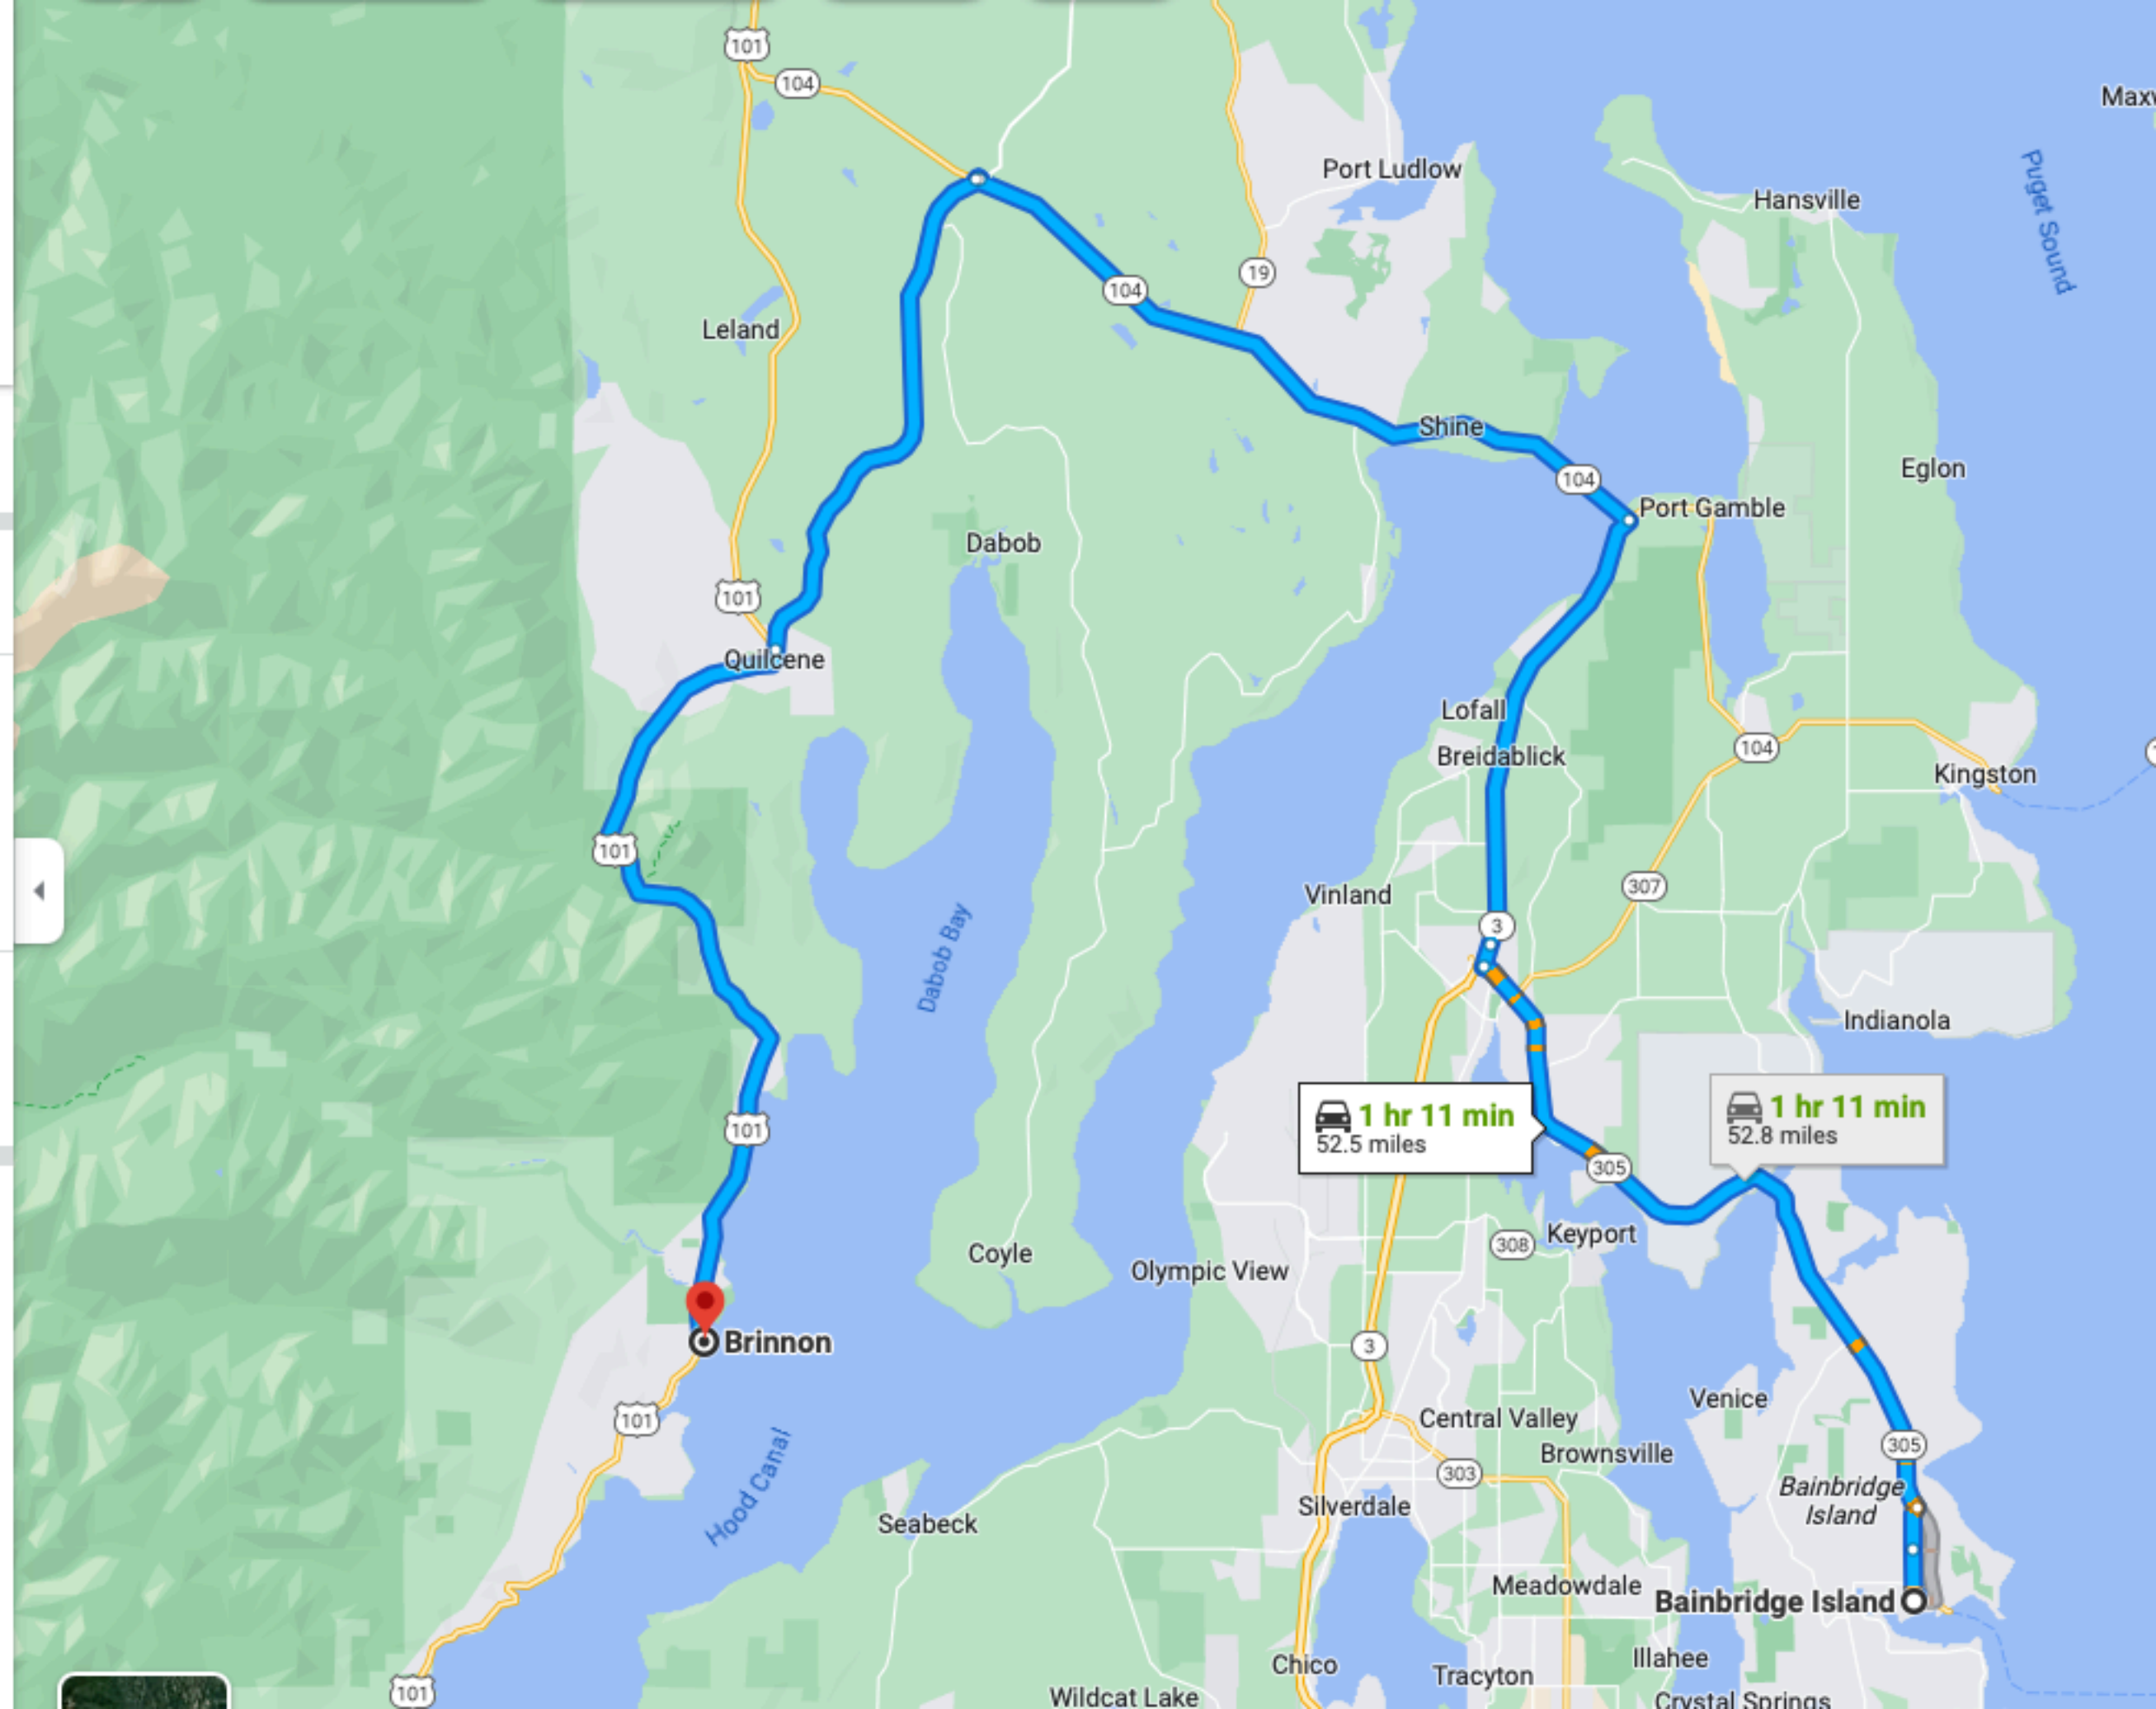 101
104
Port Ludlow
Hansville
Puget Sound
19
104
Leland
Shine
104
Eglon
Port Gamble
Dabob
101
Quilcene
Lofall
Breidablick
104
Kingston
101
307
Vinland
3
Dabob Bay
Indianola
1 hr 11 min
52.5 miles
1 hr 11 min
52.8 miles
101
305
Keyport
308
Coyle
Olympic View
Brinnon
3
Venice
101
Central Valley
305
Brownsville
303
Bainbridge
Island
Hood Canal
Silverdale
Seabeck
Meadowdale
Bainbridge Island
Illahee
Chico
Tracyton
101
Wildcat Lake
Crystal Springs